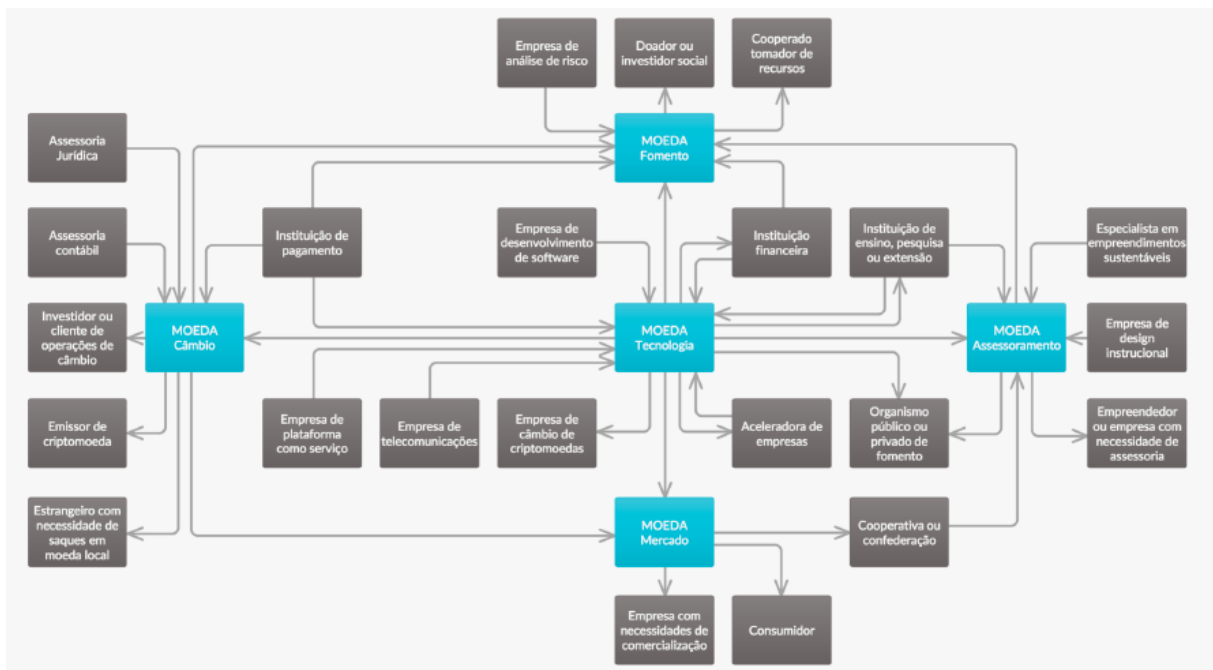 Empresa de
análise de risco
Doador ou
investidor social
Cooperado
tomador de
recursos
Assessoria
Jurídica
MOEDA
Fomento
Assessoria
contábil
Instituição de
pagamento
Empresa de
desenvolvimento
de software
Instituição
financeira
Instituição de
ensino, pesquisa
ou extensão
Especialista em
empreendimentos
sustentáveis
Investidor ou
cliente de
operações de
câmbio
MOEDA
Câmbio
MOEDA
Tecnologia
MOEDA
Assessoramento
Empresa de
design
instrucional
Emissor de
criptomoeda
Empresa de
plataforma
como serviço
Empresa de
telecomunicações
Empresa de
câmbio de
criptomoedas
Aceleradora de
empresas
Organismo
público ou
privado de
fomento
Empreendedor
ou empresa com
necessidade de
assessoria
Estrangeiro com
necessidade de
saques em
moeda local
MOEDA
Mercado
Cooperativa ou
confederação
Empresa com
necessidades de
comercialização
Consumidor